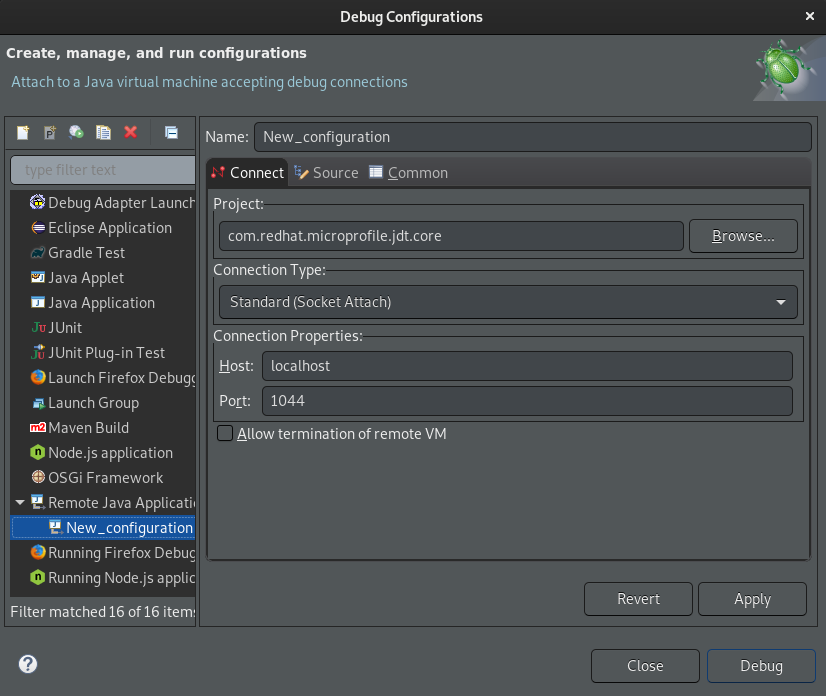 Debug Configurations
Create, manage, and run configurations
Attach to a Java virtual machine accepting debug connections
type filter text
Debug Adapter Launch
Eclipse Application
Gradle Test
Java Applet
Java Application
JUnit
JUnit Plug-in Test
Launch Firefox Debugg
Launch Group
Maven Build
Node.js application
OSGi Framework
Remote Java Applicati
New_configuration
Running Firefox Debug
Running Node.js applic
Filter matched 16 of 16 items
Name: New_configuration
Connect Source Common
Project:
com.redhat.microprofile.jdt.core Browse...
Connection Type:
Standard (Socket Attach)
Connection Properties:
Host: localhost
Port: 1044
Allow termination of remote VM
Revert Apply
Close Debug